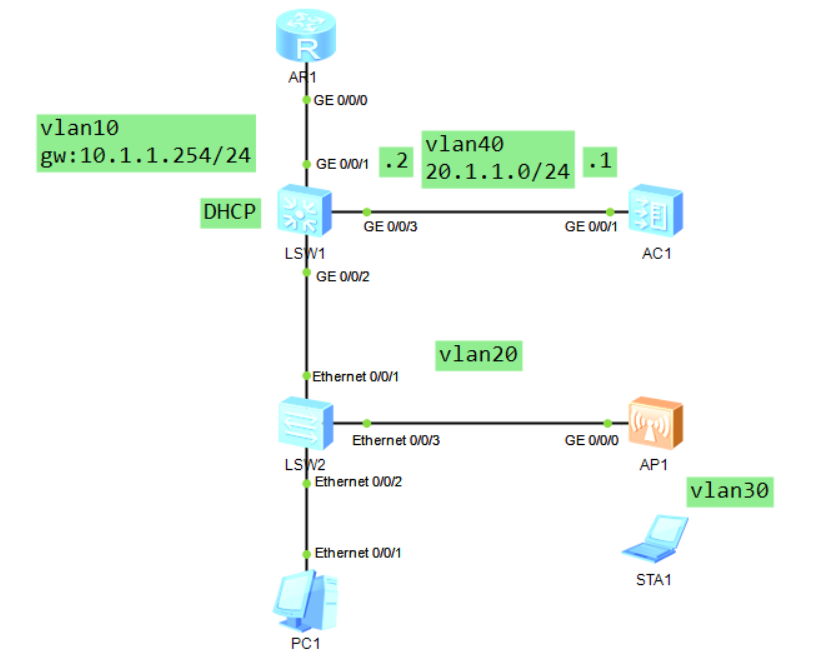 R
AR1
GE 0/0/0
vlan10
gw:10.1.1.254/24
GE 0/0/1
.2
vlan40
20.1.1.0/24
.1
DHCP
GE 0/0/3
GE 0/0/1
LSW1
AC1
GE 0/0/2
vlan20
Ethernet 0/0/1
Ethernet 0/0/3
GE 0/0/0
LSW2
AP1
Ethernet 0/0/2
vlan30
Ethernet 0/0/1
STA1
PC1